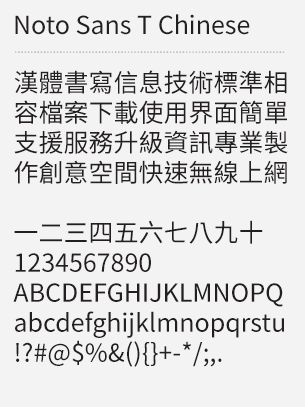 Noto Sans T Chinese
漢體書寫信息技術標準相
容檔案下載使用界面簡單
支援服務升級資訊專業製
作創意空間快速無線上網
一二三四五六七八九十
1234567890
ABCDEFGHIJKLMNOPQ
abcdefghijklmnopqrstu
!?#@$%&(){}+-*/;,.